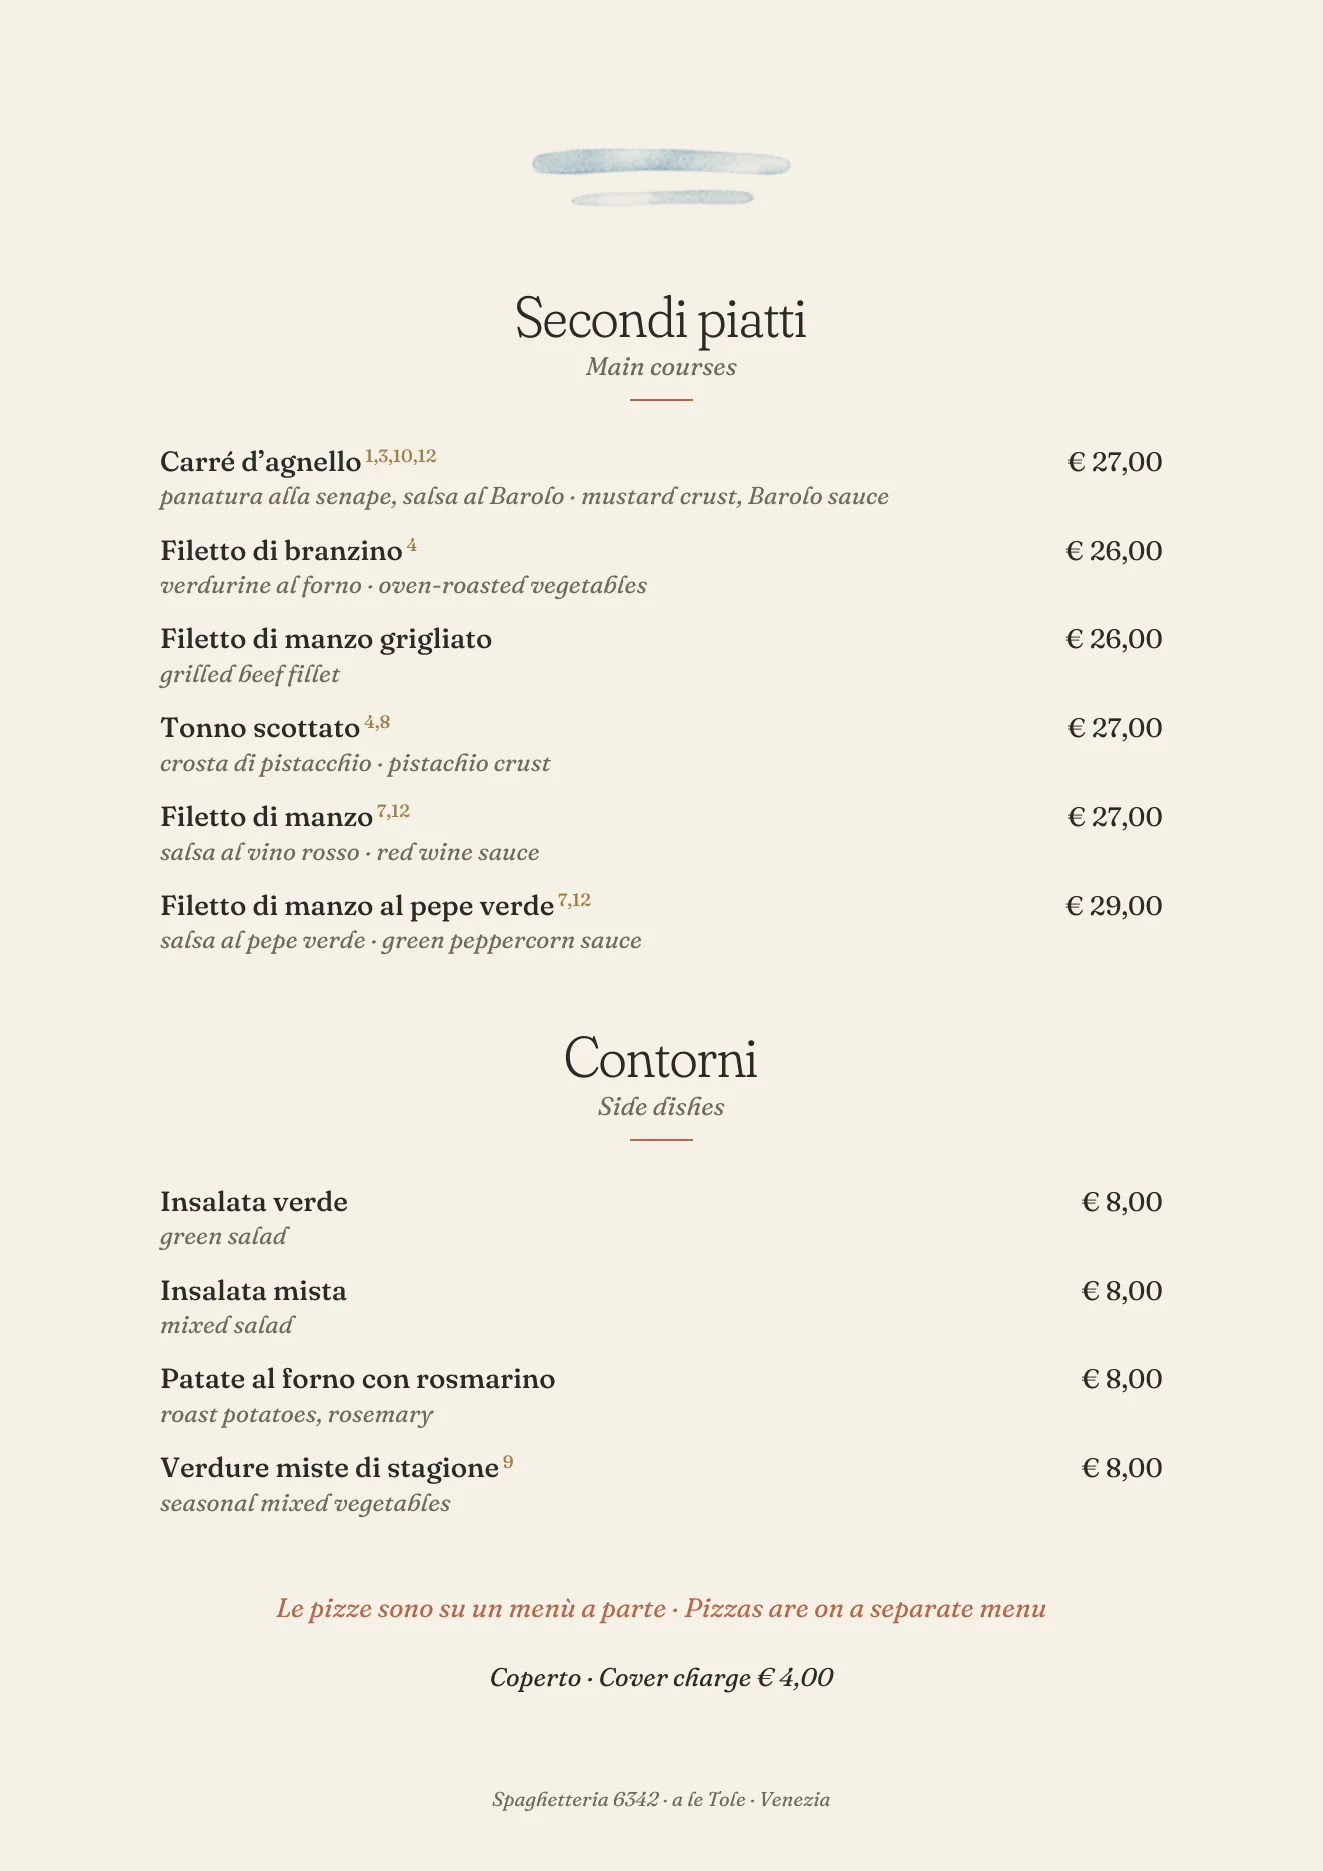 Secondi piatti
Main courses
Carré d’agnello 1,3,10,12 € 27,00
panatura alla senape, salsa al Barolo · mustard crust, Barolo sauce
Filetto di branzino 4 € 26,00
verdurine al forno · oven-roasted vegetables
Filetto di manzo grigliato € 26,00
grilled beef fillet
Tonno scottato 4,8 € 27,00
crosta di pistacchio · pistachio crust
Filetto di manzo 7,12 € 27,00
salsa al vino rosso · red wine sauce
Filetto di manzo al pepe verde 7,12 € 29,00
salsa al pepe verde · green peppercorn sauce
Contorni
Side dishes
Insalata verde € 8,00
green salad
Insalata mista € 8,00
mixed salad
Patate al forno con rosmarino € 8,00
roast potatoes, rosemary
Verdure miste di stagione 9 € 8,00
seasonal mixed vegetables
Le pizze sono su un menù a parte · Pizzas are on a separate menu
Coperto · Cover charge € 4,00
Spaghetteria 6342 · a le Tole · Venezia